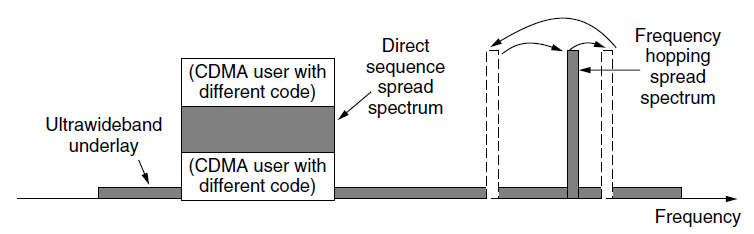 Direct
sequence
spread
spectrum
Frequency
hopping
spread
spectrum
(CDMA user with
different code)
Ultrawideband
underlay
(CDMA user with
different code)
Frequency